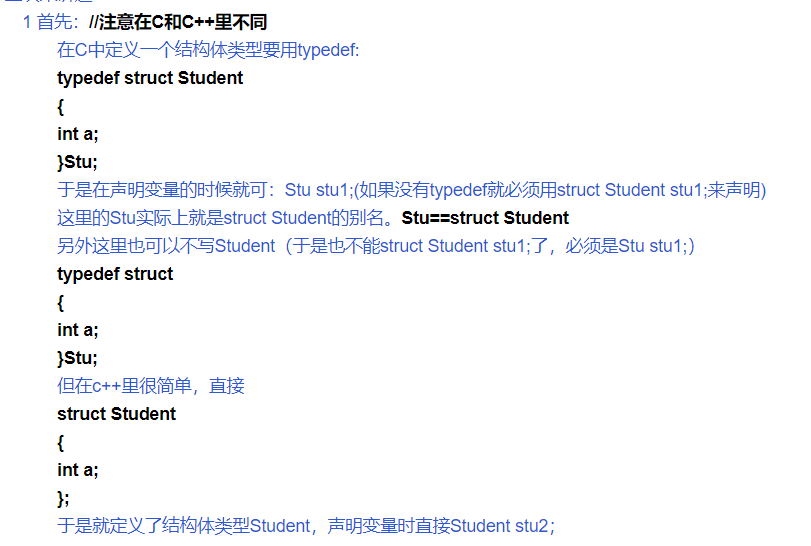 1 首先：//注意在C和C++里不同
在C中定义一个结构体类型要用typedef:
typedef struct Student
{
int a;
}Stu;
于是在声明变量的时候就可：Stu stu1;(如果没有typedef就必须用struct Student stu1;来声明)
这里的Stu实际上就是struct Student的别名。Stu==struct Student
另外这里也可以不写Student（于是也不能struct Student stu1;了，必须是Stu stu1;）
typedef struct
{
int a;
}Stu;
但在c++里很简单，直接
struct Student
{
int a;
};
于是就定义了结构体类型Student，声明变量时直接Student stu2；